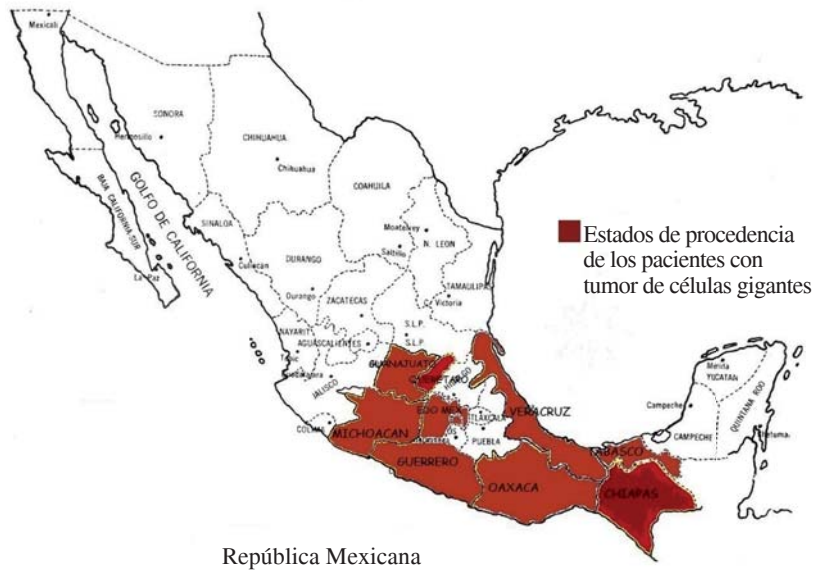 Mexicali
SONORA
Hermosillo
CHIHUAHUA
Chihuahua
COAHUILA
BAJA CALIFORNIA SUR
GOLFO DE CALIFORNIA
SINALOA
Culiacan
Monterrey
N. LEON
Saltillo
DURANGO
Durango
La Paz
ZACATECAS
TAMAULIPA
C. Victoria
Estados de procedencia
de los pacientes con
tumor de células gigantes
NAYARIT
S.L.P.
S.L.P
AGUASCALIENTES
Tepic
GUANAJUATO
QUERETARO
HIDALGO
JALISCO
Merida
YUCATAN
QUINTANA ROO
Campeche
CAMPECHE
COLIMA
MICHOACAN
EDO MEX
TLAXCALA
PUEBLA
VERACRUZ
GUERRERO
OAXACA
TABASCO
CHIAPAS
República Mexicana